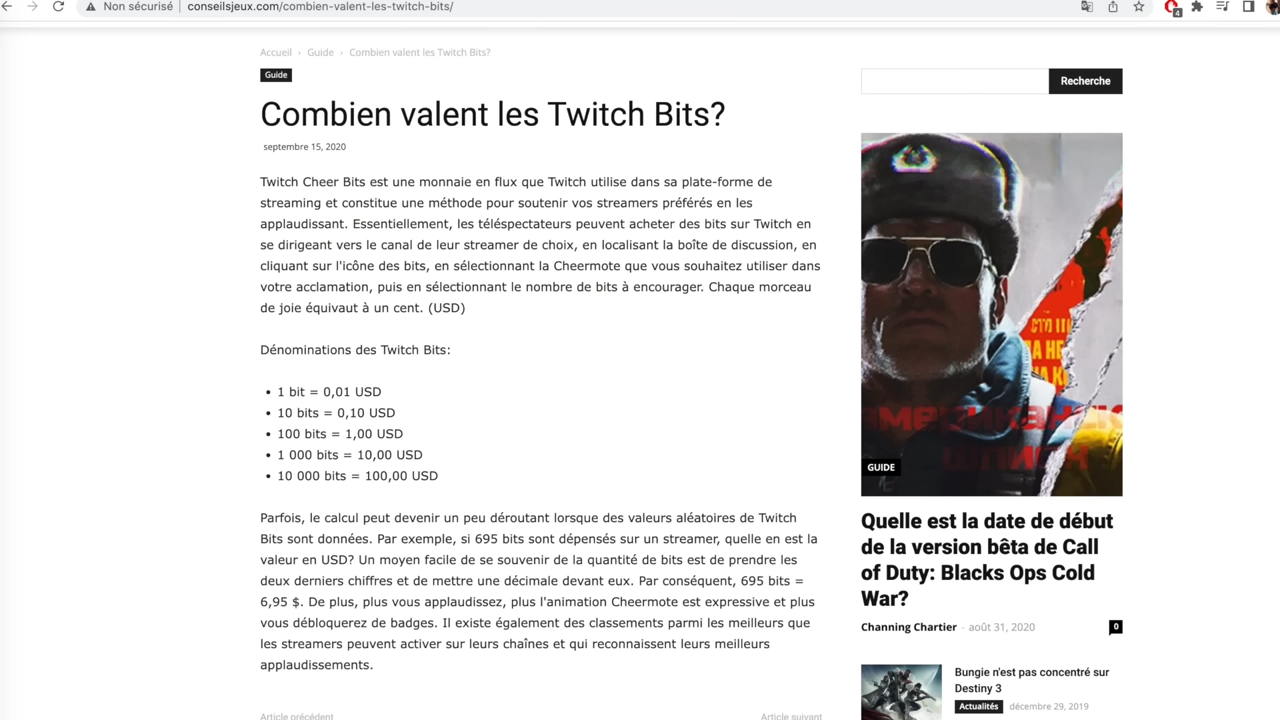 Non sécurisé
conseilsjeux.com/combien-valent-les-twitch-bits/
4
Accueil › Guide › Combien valent les Twitch Bits?
Guide
Combien valent les Twitch Bits?
septembre 15, 2020
Twitch Cheer Bits est une monnaie en flux que Twitch utilise dans sa plate-forme de
streaming et constitue une méthode pour soutenir vos streamers préférés en les
applaudissant. Essentiellement, les téléspectateurs peuvent acheter des bits sur Twitch en
se dirigeant vers le canal de leur streamer de choix, en localisant la boîte de discussion, en
cliquant sur l'icône des bits, en sélectionnant la Cheermote que vous souhaitez utiliser dans
votre acclamation, puis en sélectionnant le nombre de bits à encourager. Chaque morceau
de joie équivaut à un cent. (USD)
Dénominations des Twitch Bits:
• 1 bit = 0,01 USD
• 10 bits = 0,10 USD
• 100 bits = 1,00 USD
• 1 000 bits = 10,00 USD
• 10 000 bits = 100,00 USD
Parfois, le calcul peut devenir un peu déroutant lorsque des valeurs aléatoires de Twitch
Bits sont données. Par exemple, si 695 bits sont dépensés sur un streamer, quelle en est la
valeur en USD? Un moyen facile de se souvenir de la quantité de bits est de prendre les
deux derniers chiffres et de mettre une décimale devant eux. Par conséquent, 695 bits =
6,95 $. De plus, plus vous applaudissez, plus l'animation Cheermote est expressive et plus
vous débloquerez de badges. Il existe également des classements parmi les meilleurs que
les streamers peuvent activer sur leurs chaînes et qui reconnaissent leurs meilleurs
applaudissements.
Article précédent
Article suivant
Recherche
GUIDE
Quelle est la date de début
de la version bêta de Call
of Duty: Blacks Ops Cold
War?
Channing Chartier - août 31, 2020
0
Bungie n'est pas concentré sur
Destiny 3
Actualités
décembre 29, 2019